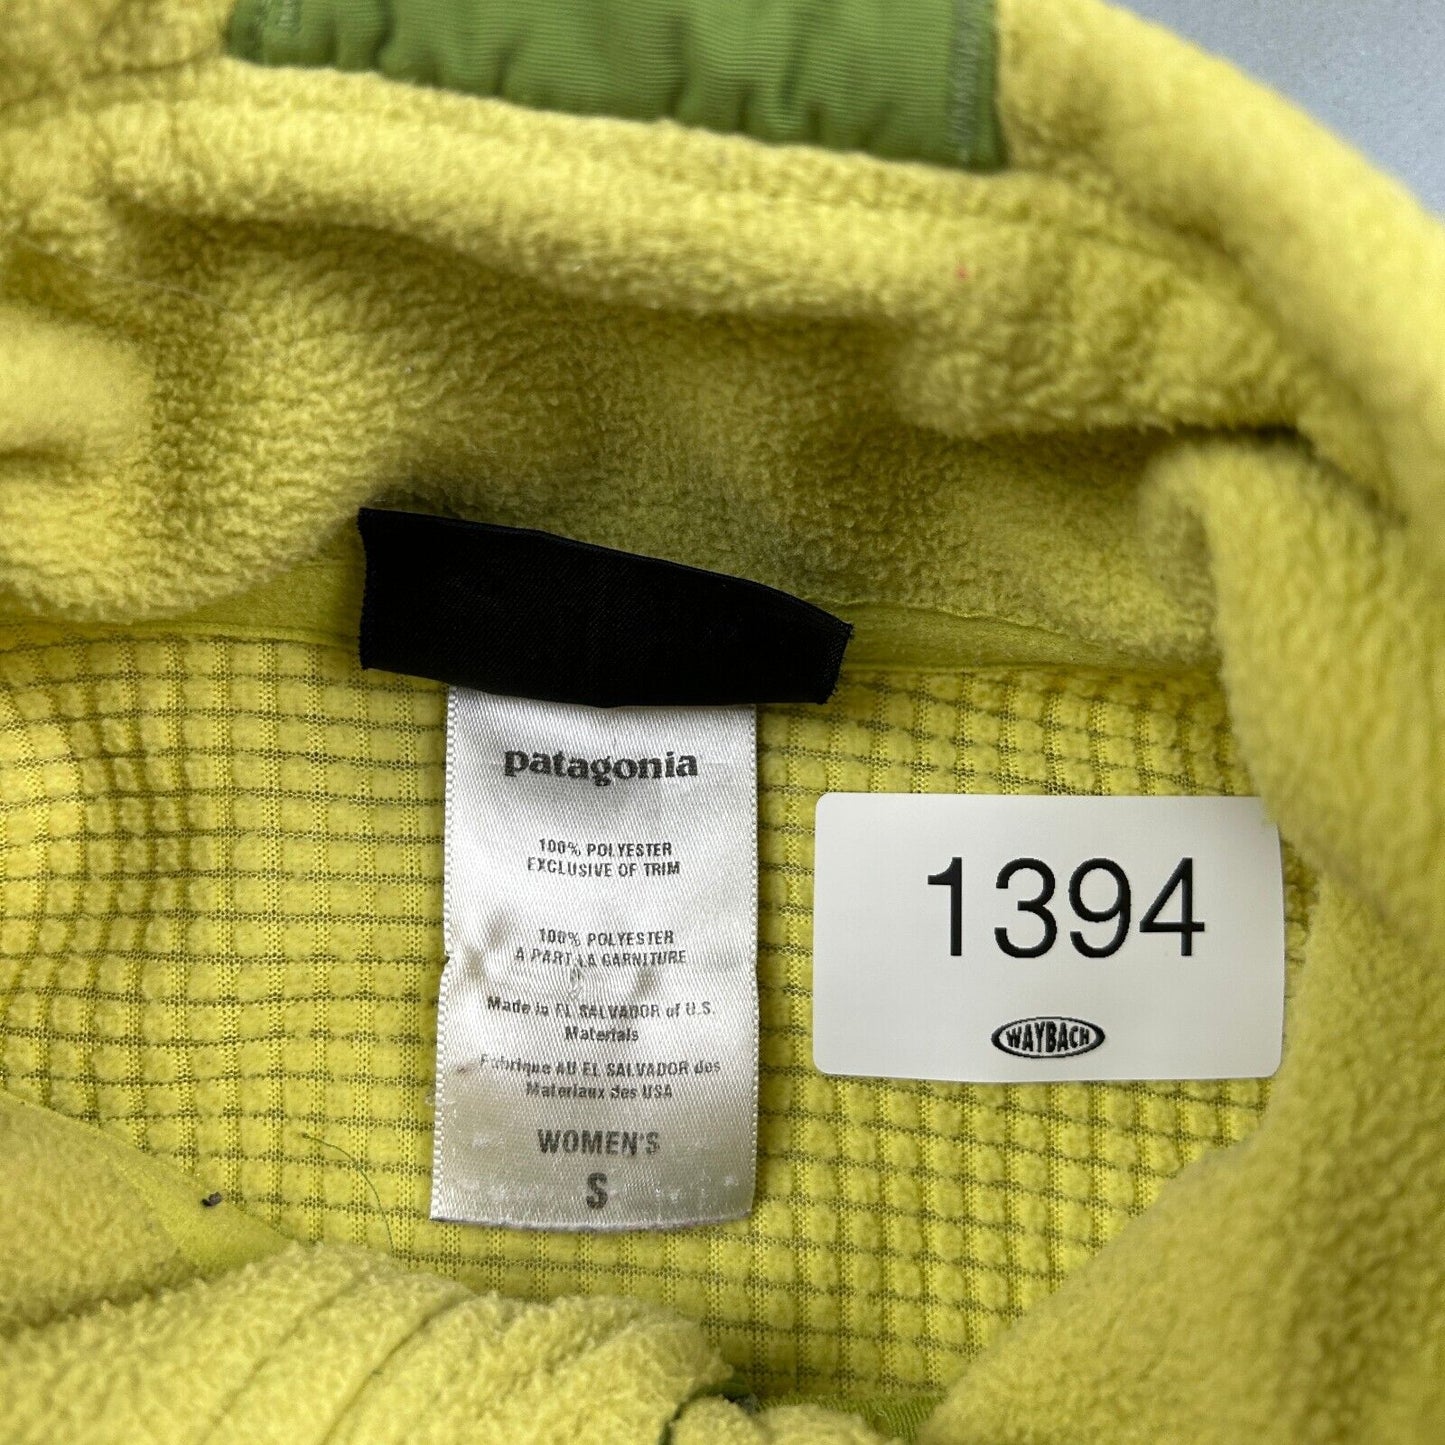 patagonia
100% POLYESTER
EXCLUSIVE OF TRIM
100% POLYESTER
A PART LA GARNITURE
Made in EL SALVADOR of U.S.
Materials
Fabrique AU EL SALVADOR des
Materiaux des USA
WOMEN'S
S
1394
WAYBACH